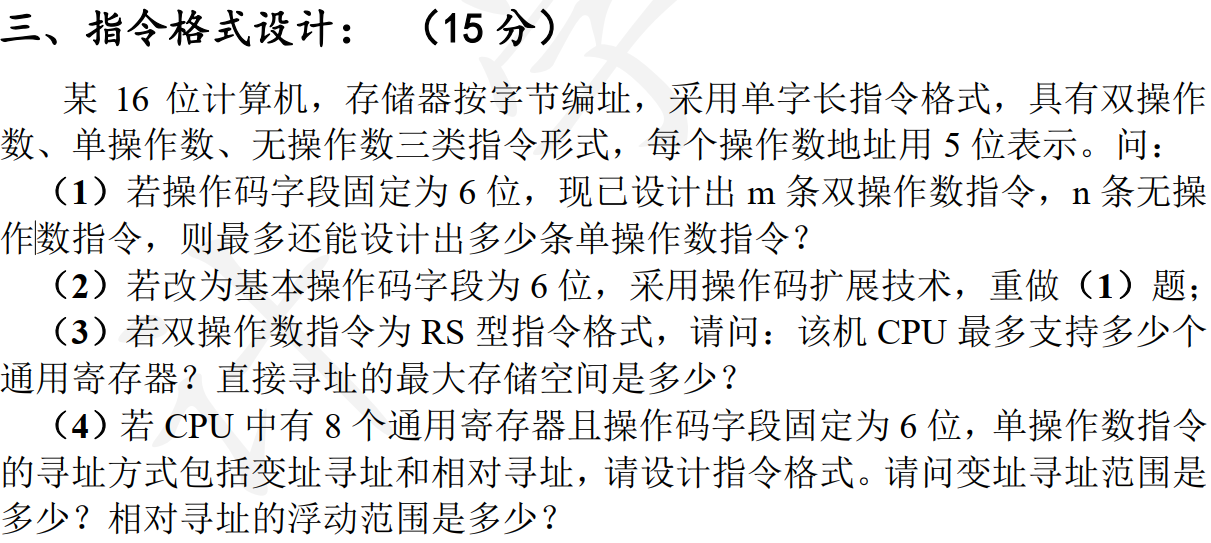 三、指令格式设计： （15 分）
某 16 位计算机，存储器按字节编址，采用单字长指令格式，具有双操作
数、单操作数、无操作数三类指令形式，每个操作数地址用 5 位表示。问：
（1）若操作码字段固定为 6 位，现已设计出 m 条双操作数指令，n 条无操
作数指令，则最多还能设计出多少条单操作数指令？
（2）若改为基本操作码字段为 6 位，采用操作码扩展技术，重做（1）题；
（3）若双操作数指令为 RS 型指令格式，请问：该机 CPU 最多支持多少个
通用寄存器？直接寻址的最大存储空间是多少？
（4）若 CPU 中有 8 个通用寄存器且操作码字段固定为 6 位，单操作数指令
的寻址方式包括变址寻址和相对寻址，请设计指令格式。请问变址寻址范围是
多少？相对寻址的浮动范围是多少？